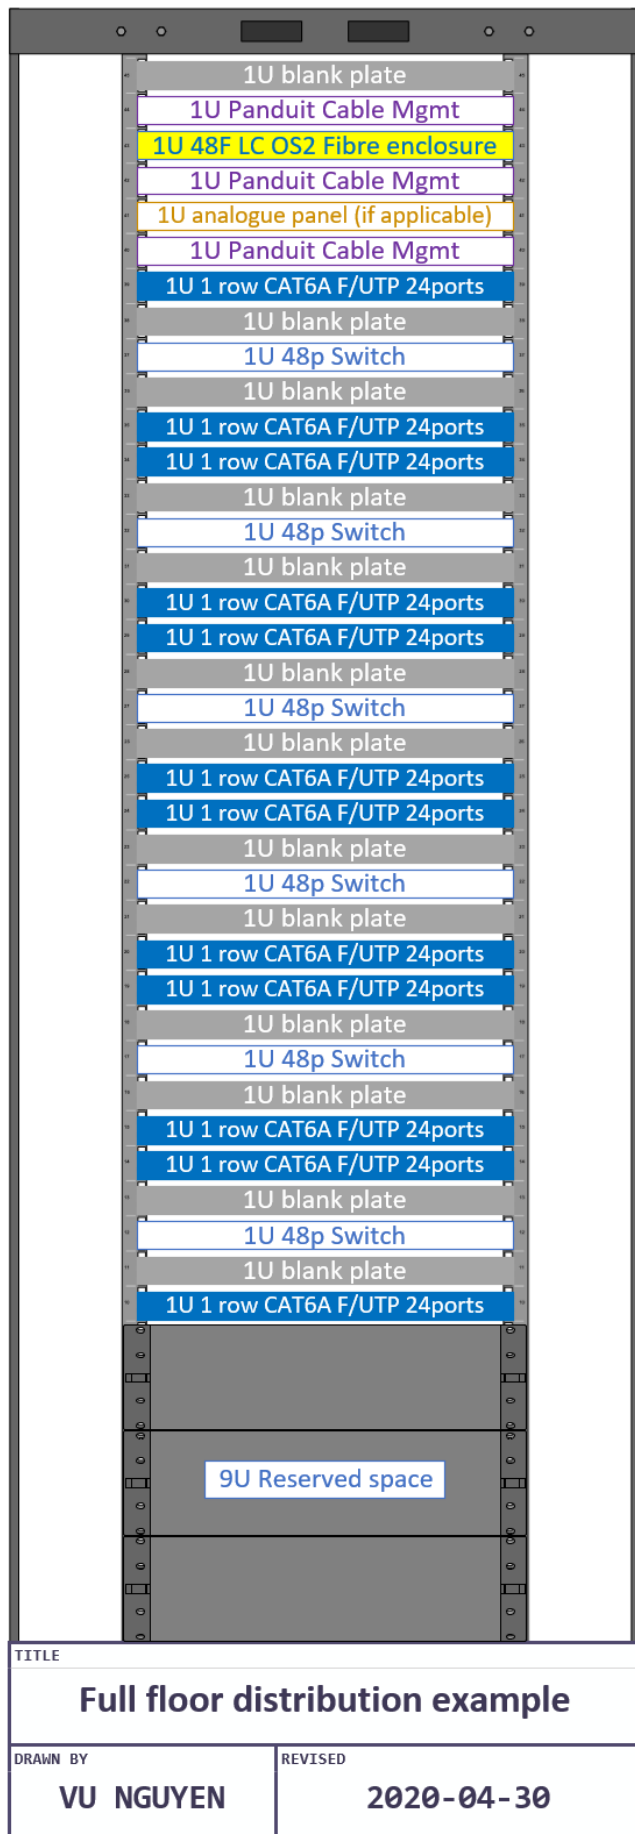 1U blank plate
1U Panduit Cable Mgmt
1U 48F LC OS2 Fibre enclosure
1U Panduit Cable Mgmt
1U analogue panel (if applicable)
1U Panduit Cable Mgmt
1U 1 row CAT6A F/UTP 24ports
1U blank plate
1U 48p Switch
1U blank plate
1U 1 row CAT6A F/UTP 24ports
1U 1 row CAT6A F/UTP 24ports
1U blank plate
1U 48p Switch
1U blank plate
1U 1 row CAT6A F/UTP 24ports
1U 1 row CAT6A F/UTP 24ports
1U blank plate
1U 48p Switch
1U blank plate
1U 1 row CAT6A F/UTP 24ports
1U 1 row CAT6A F/UTP 24ports
1U blank plate
1U 48p Switch
1U blank plate
1U 1 row CAT6A F/UTP 24ports
1U 1 row CAT6A F/UTP 24ports
1U blank plate
1U 48p Switch
1U blank plate
1U 1 row CAT6A F/UTP 24ports
1U 1 row CAT6A F/UTP 24ports
1U blank plate
1U 48p Switch
1U blank plate
1U 1 row CAT6A F/UTP 24ports
9U Reserved space
TITLE
Full floor distribution example
DRAWN BY
VU NGUYEN
REVISED
2020-04-30